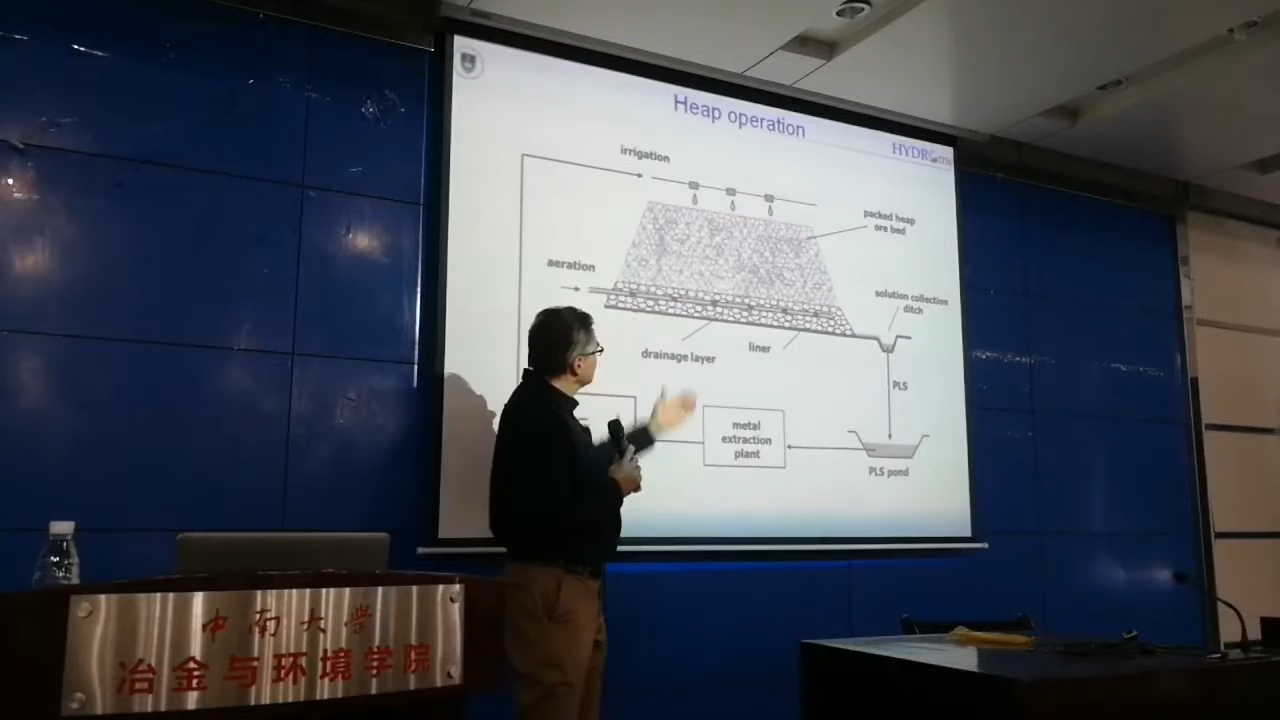 Heap operation
HYDR
irrigation
packed heap
ore bed
aeration
solution collection
ditch
drainage layer
liner
PLS
metal
extraction
plant
PLS pond
中南大学
冶金与环境学院